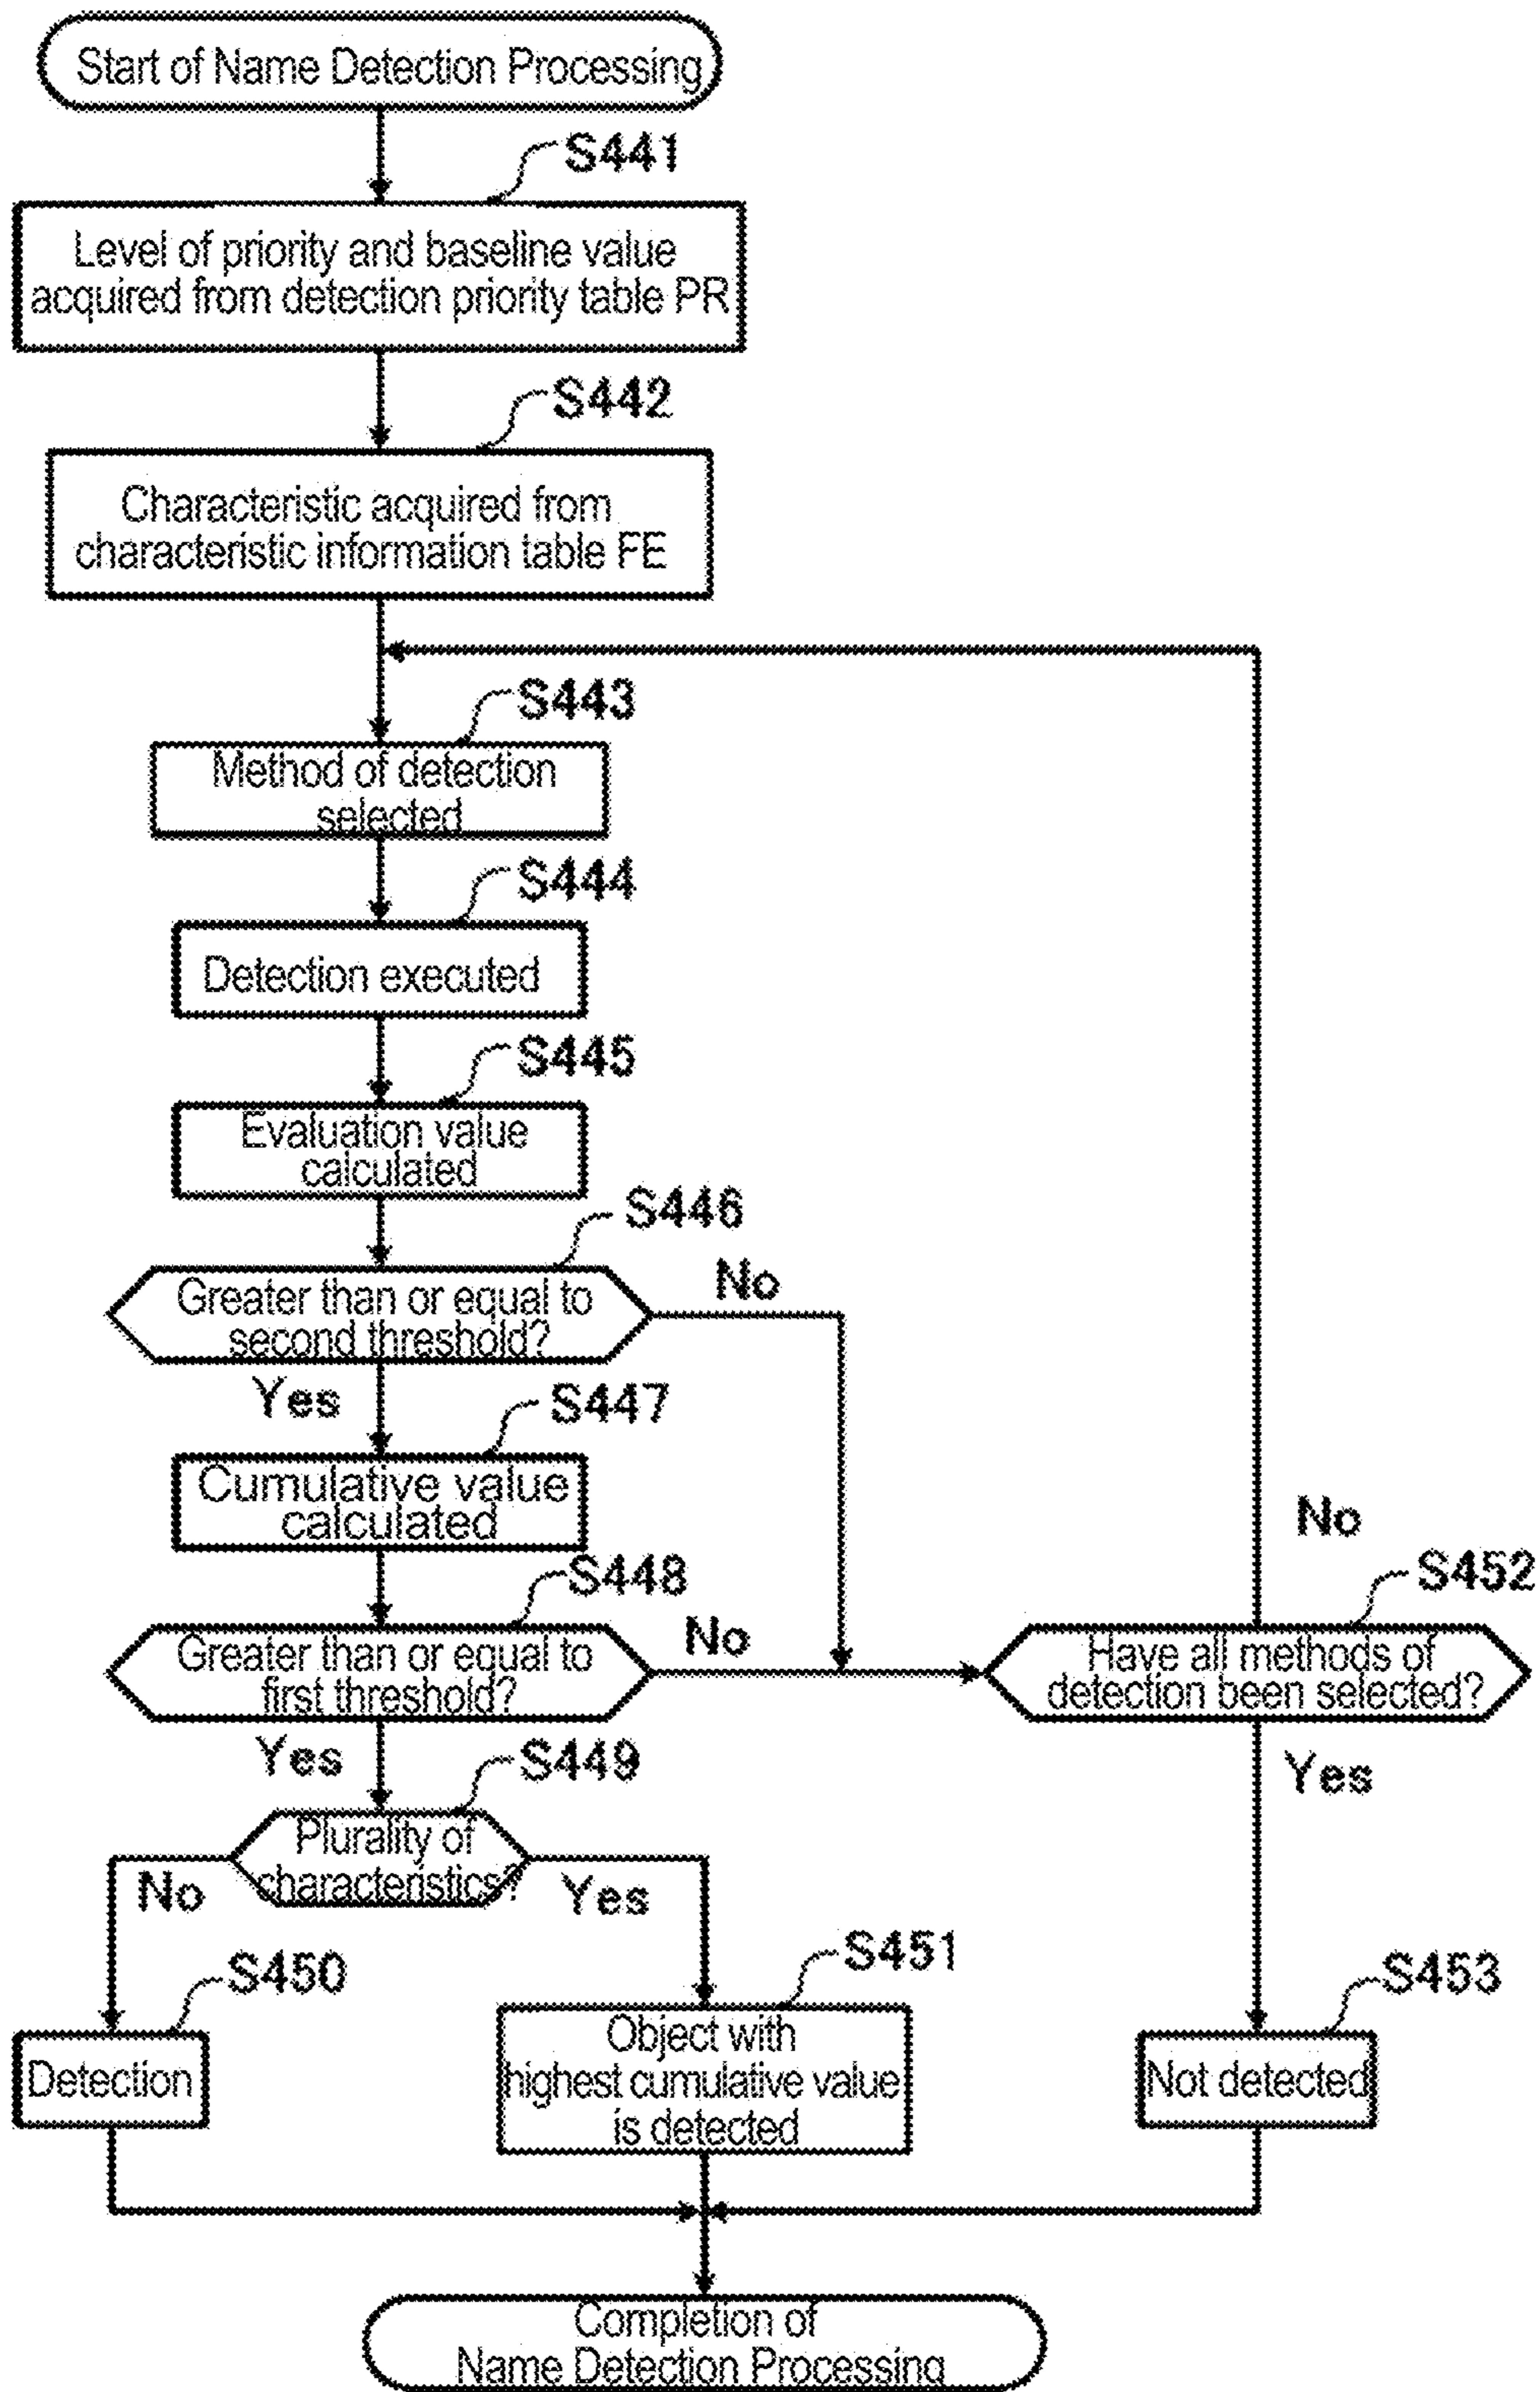 Start of Name Detection Processing
S441
Level of priority and baseline value
acquired from detection priority table PR
S442
Characteristic acquired from
characteristic information table FE
S443
Method of detection
selected
S444
Detection executed
S445
Evaluation value
calculated
S446
Greater than or equal to
second threshold?
No
Yes
S447
Cumulative value
calculated
S448
Greater than or equal to
first threshold?
No
No
S452
Have all methods of
detection been selected?
Yes
Yes
S449
Plurality of
characteristics?
No
Yes
S450
Detection
S451
Object with
highest cumulative value
is detected
S453
Not detected
Completion of
Name Detection Processing